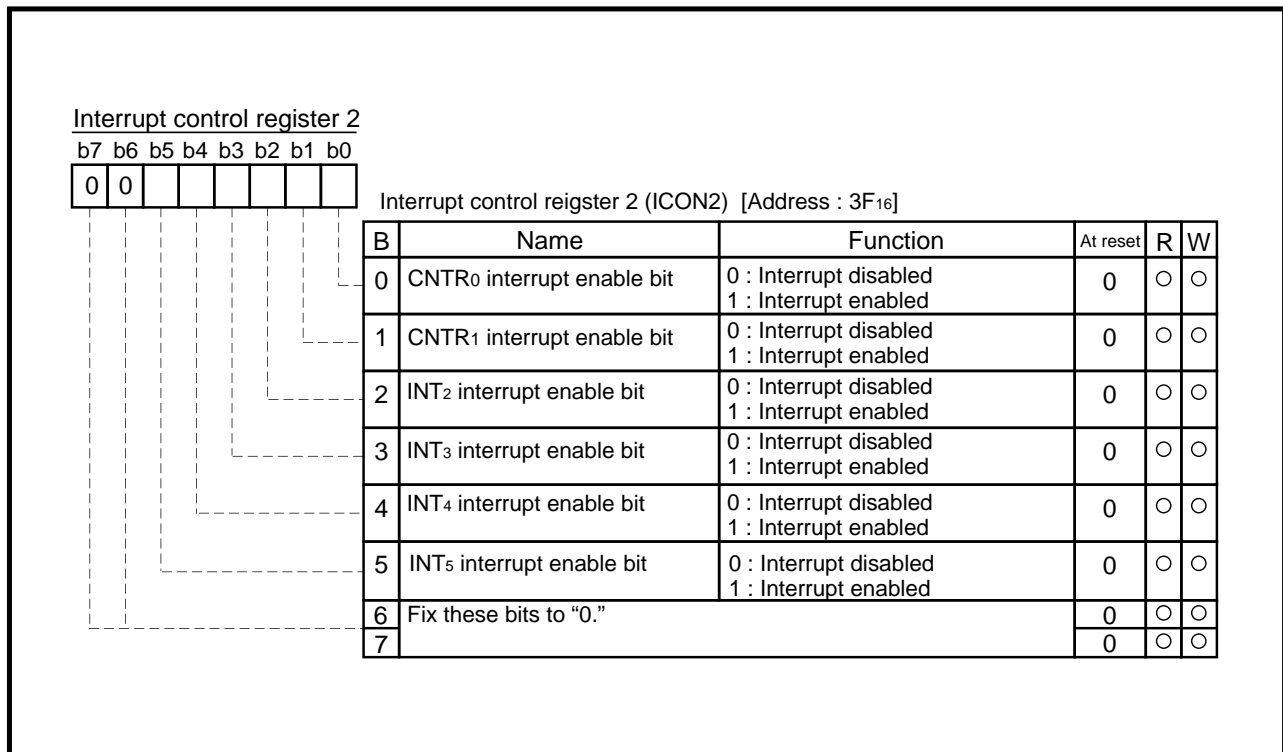 Interrupt control register 2
b7 b6 b5 b4 b3 b2 b1 b0
0 0
Interrupt control reigster 2 (ICON2) [Address : 3F16]
B Name Function At reset R W
0 CNTR0 interrupt enable bit 0 : Interrupt disabled 0 ○ ○
1 : Interrupt enabled
1 CNTR1 interrupt enable bit 0 : Interrupt disabled 0 ○ ○
1 : Interrupt enabled
2 INT2 interrupt enable bit 0 : Interrupt disabled 0 ○ ○
1 : Interrupt enabled
3 INT3 interrupt enable bit 0 : Interrupt disabled 0 ○ ○
1 : Interrupt enabled
4 INT4 interrupt enable bit 0 : Interrupt disabled 0 ○ ○
1 : Interrupt enabled
5 INT5 interrupt enable bit 0 : Interrupt disabled 0 ○ ○
1 : Interrupt enabled
6 Fix these bits to “0.” 0 ○ ○
7 0 ○ ○